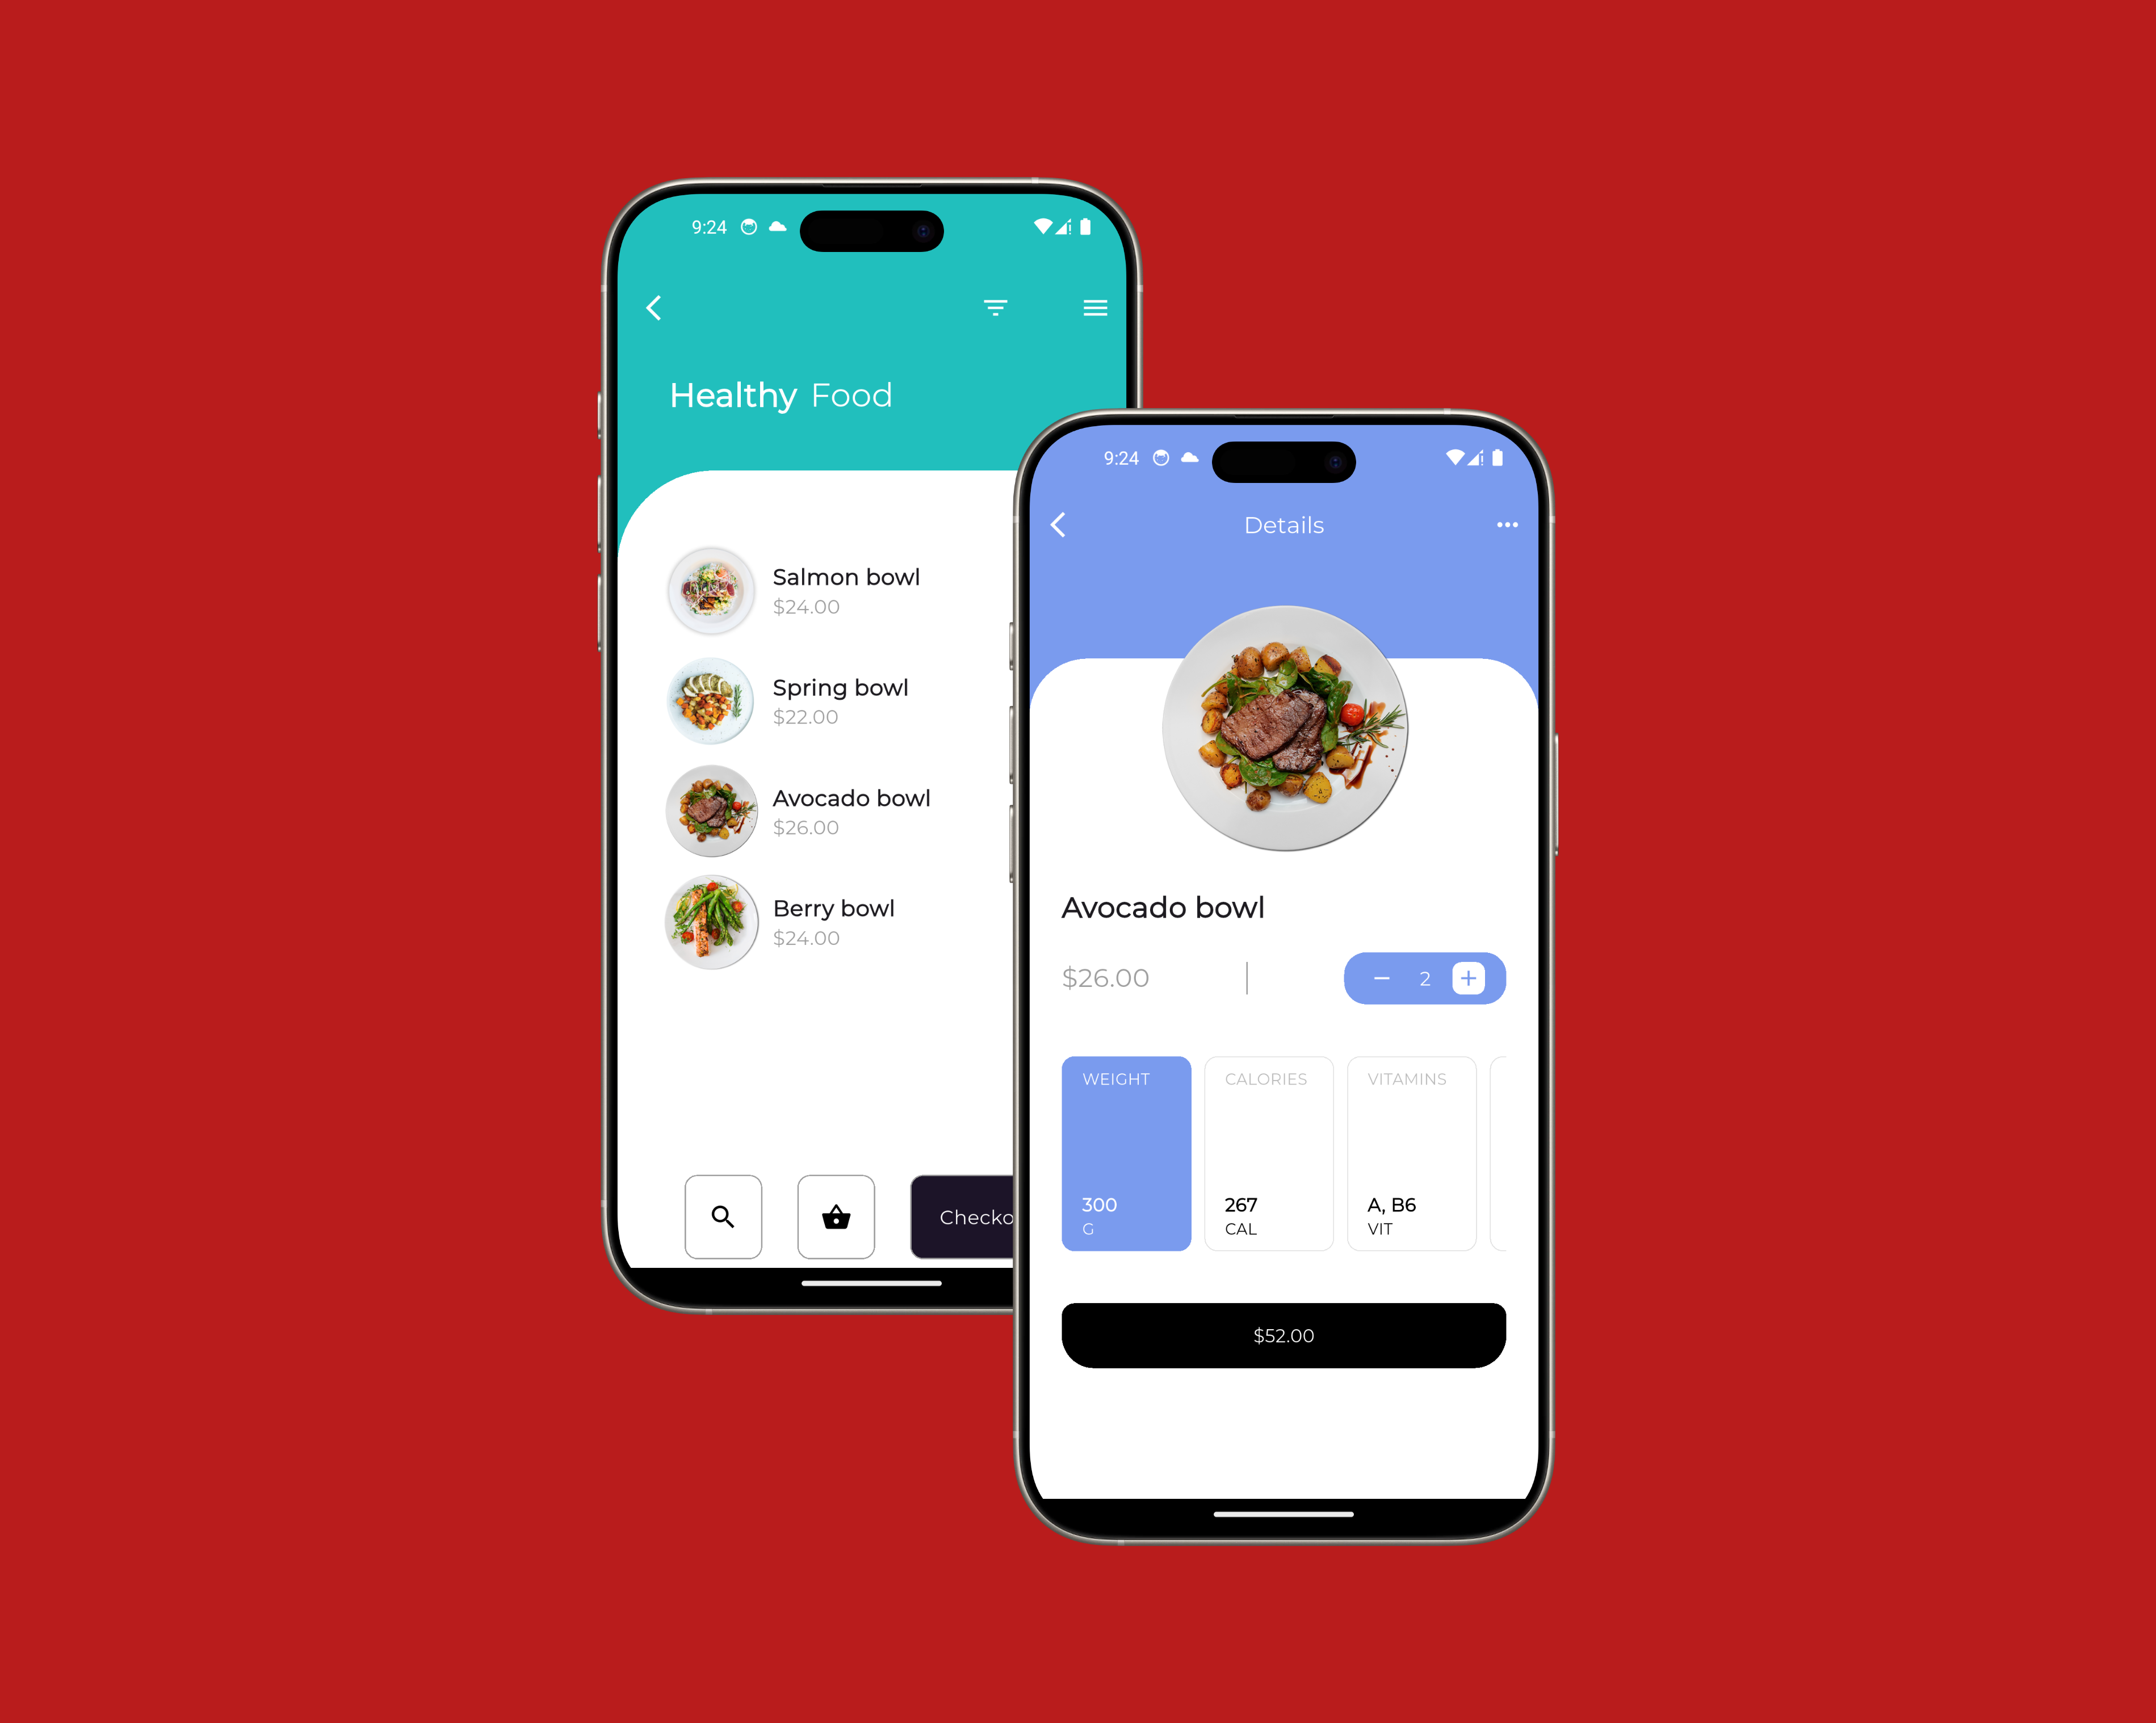 9:24
Healthy Food
Salmon bowl
$24.00
Spring bowl
$22.00
Avocado bowl
$26.00
Berry bowl
$24.00
Checko
9:24
Details
Avocado bowl
$26.00
2
WEIGHT
CALORIES
VITAMINS
300
267
A, B6
G
CAL
VIT
$52.00